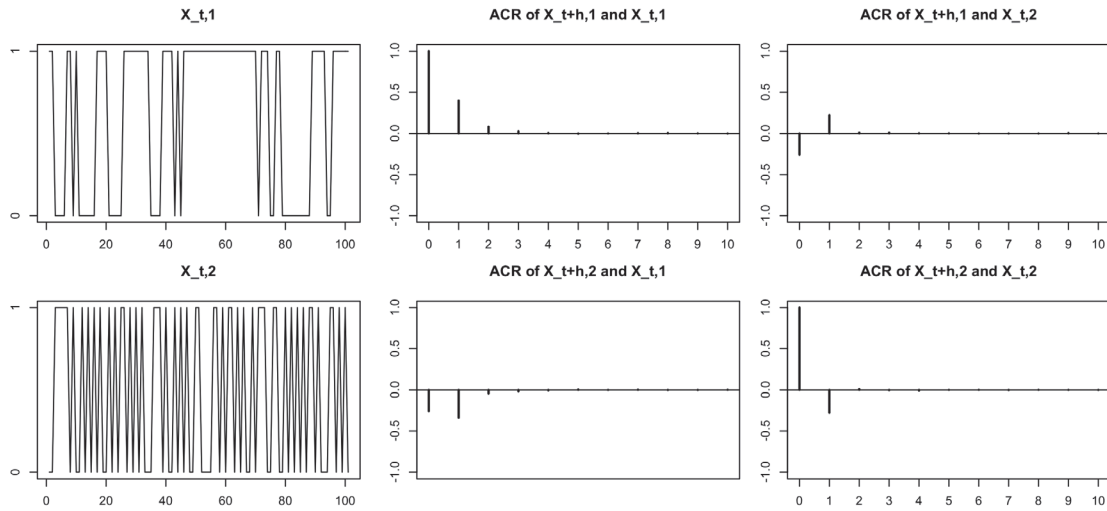 X_t,1
ACR of X_t+h,1 and X_t,1
ACR of X_t+h,1 and X_t,2
1
0
0 20 40 60 80 100
1.0
0.5
0.0
-0.5
-1.0
0 1 2 3 4 5 6 7 8 9 10
1.0
0.5
0.0
-0.5
-1.0
0 1 2 3 4 5 6 7 8 9 10
X_t,2
ACR of X_t+h,2 and X_t,1
ACR of X_t+h,2 and X_t,2
1
0
0 20 40 60 80 100
1.0
0.5
0.0
-0.5
-1.0
1.0
0.5
0.0
-0.5
-1.0
0 1 2 3 4 5 6 7 8 9 10